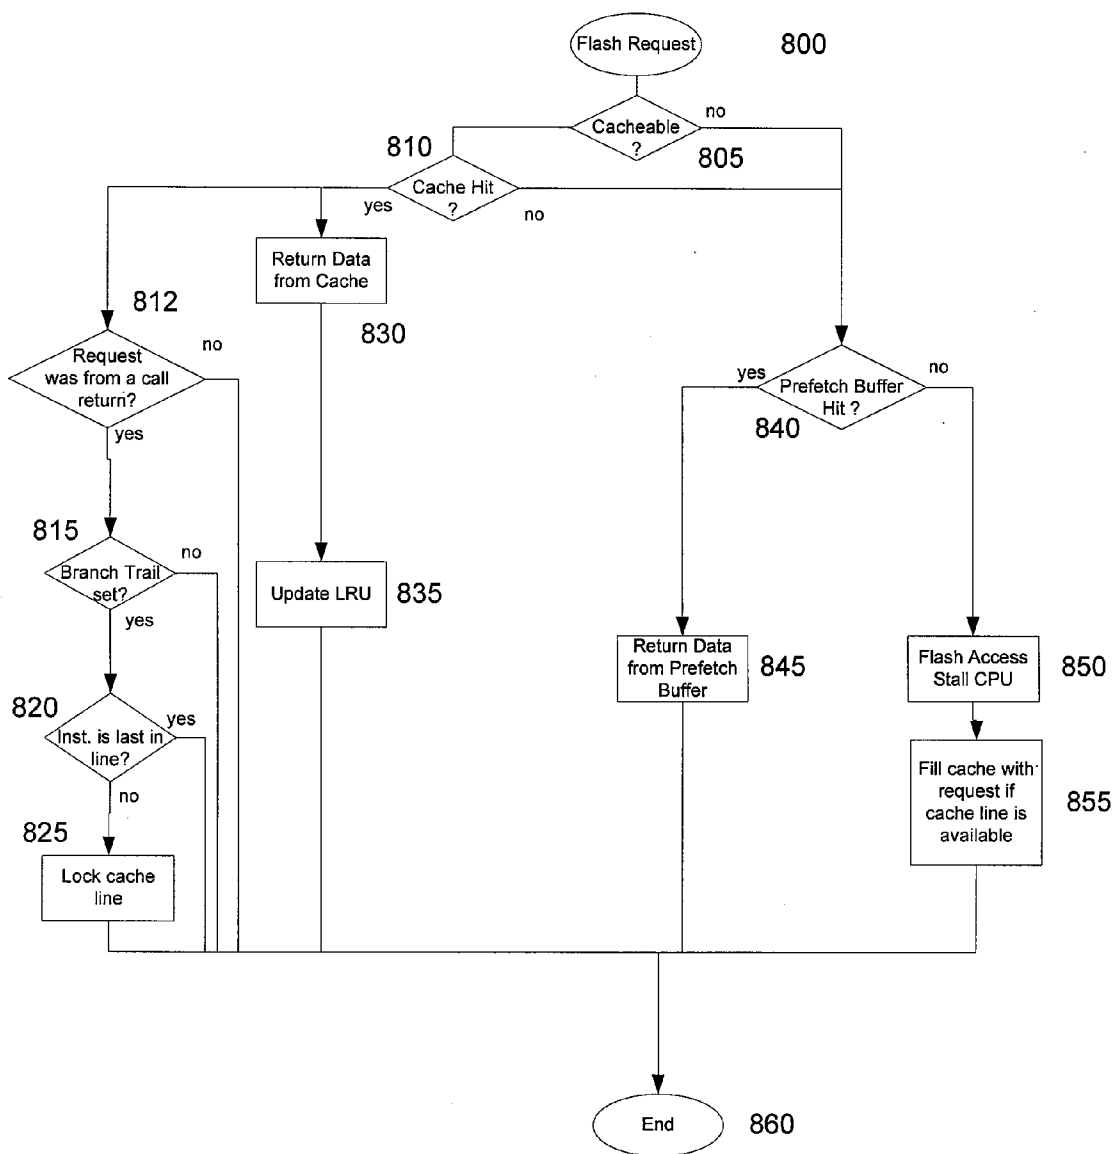 Flash Request
800
Cacheable
?
no
805
810
Cache Hit
?
yes
no
Return Data
from Cache
830
812
Request
was from a call
return?
no
yes
yes
Prefetch Buffer
Hit ?
no
840
815
Branch Trail
set?
no
yes
Update LRU
835
Return Data
from Prefetch
Buffer
845
Flash Access
Stall CPU
850
820
Inst. is last in
line?
yes
no
Fill cache with
request if
cache line is
available
855
825
Lock cache
line
End
860